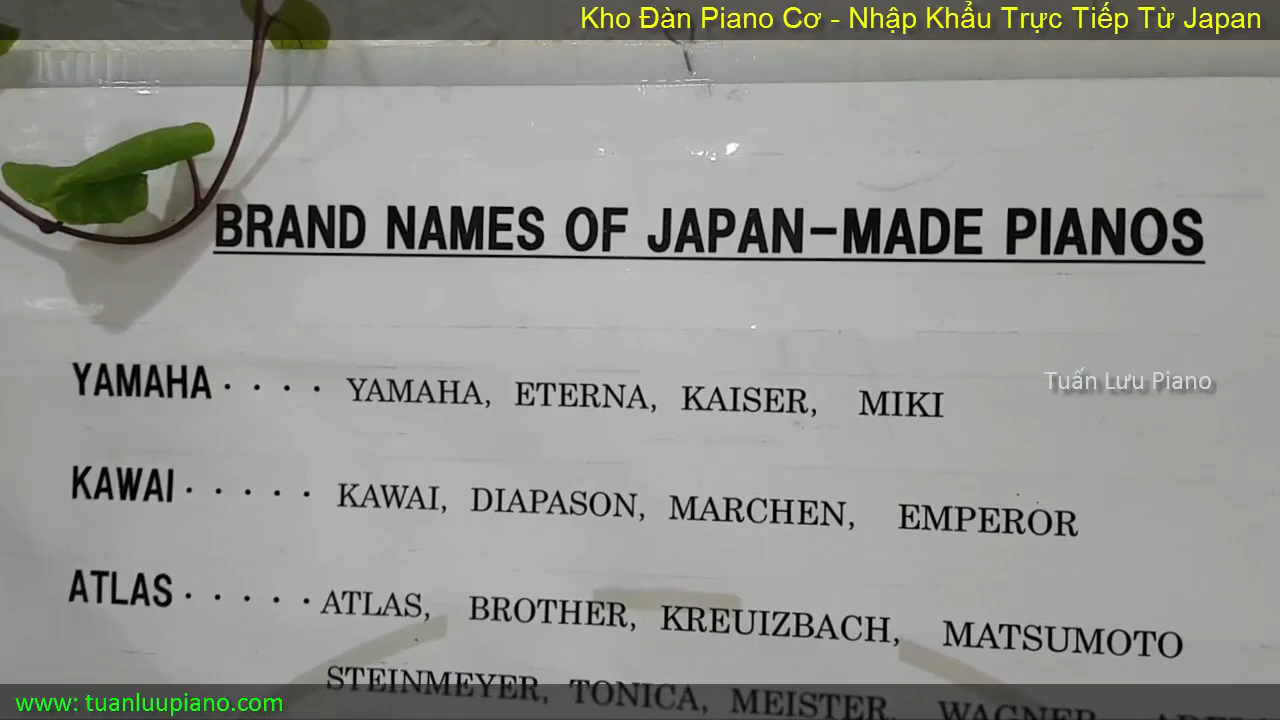 Kho Đàn Piano Cơ - Nhập Khẩu Trực Tiếp Từ Japan
BRAND NAMES OF JAPAN-MADE PIANOS
YAMAHA · · · · YAMAHA, ETERNA, KAISER, MIKI
Tuấn Lưu Piano
KAWAI · · · · · KAWAI, DIAPASON, MARCHEN, EMPEROR
ATLAS · · · · · ATLAS, BROTHER, KREUIZBACH, MATSUMOTO
STEINMEYER, TONICA, MEISTER, WAGNER,
www: tuanluupiano.com